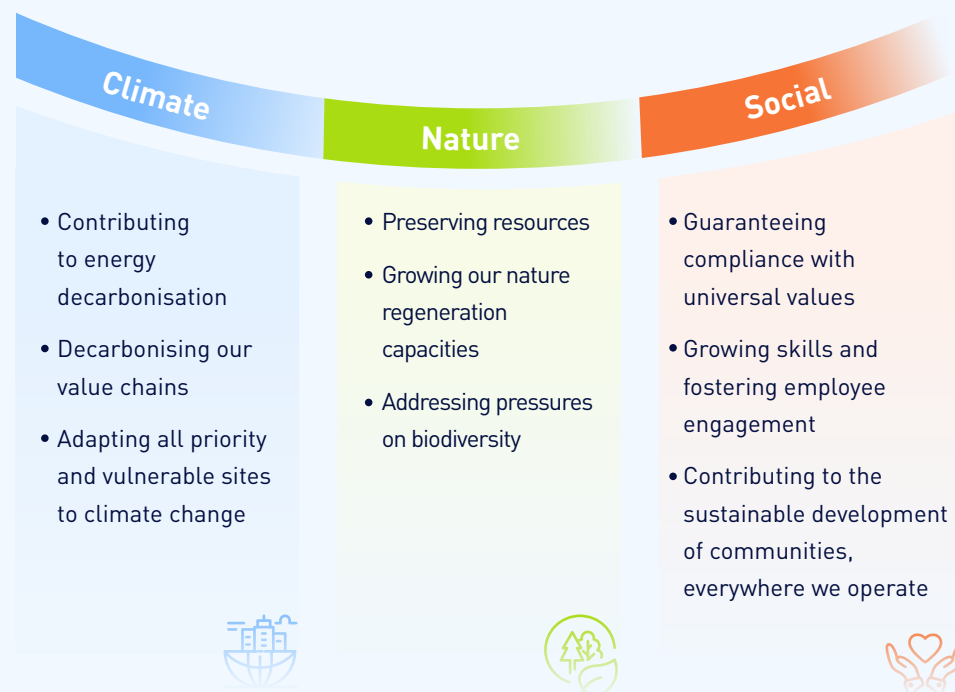 Climate
• Contributing
to energy
decarbonisation
• Decarbonising our
value chains
• Adapting all priority
and vulnerable sites
to climate change
Nature
• Preserving resources
• Growing our nature
regeneration
capacities
• Addressing pressures
on biodiversity
Social
• Guaranteeing
compliance with
universal values
• Growing skills and
fostering employee
engagement
• Contributing to the
sustainable development
of communities,
everywhere we operate